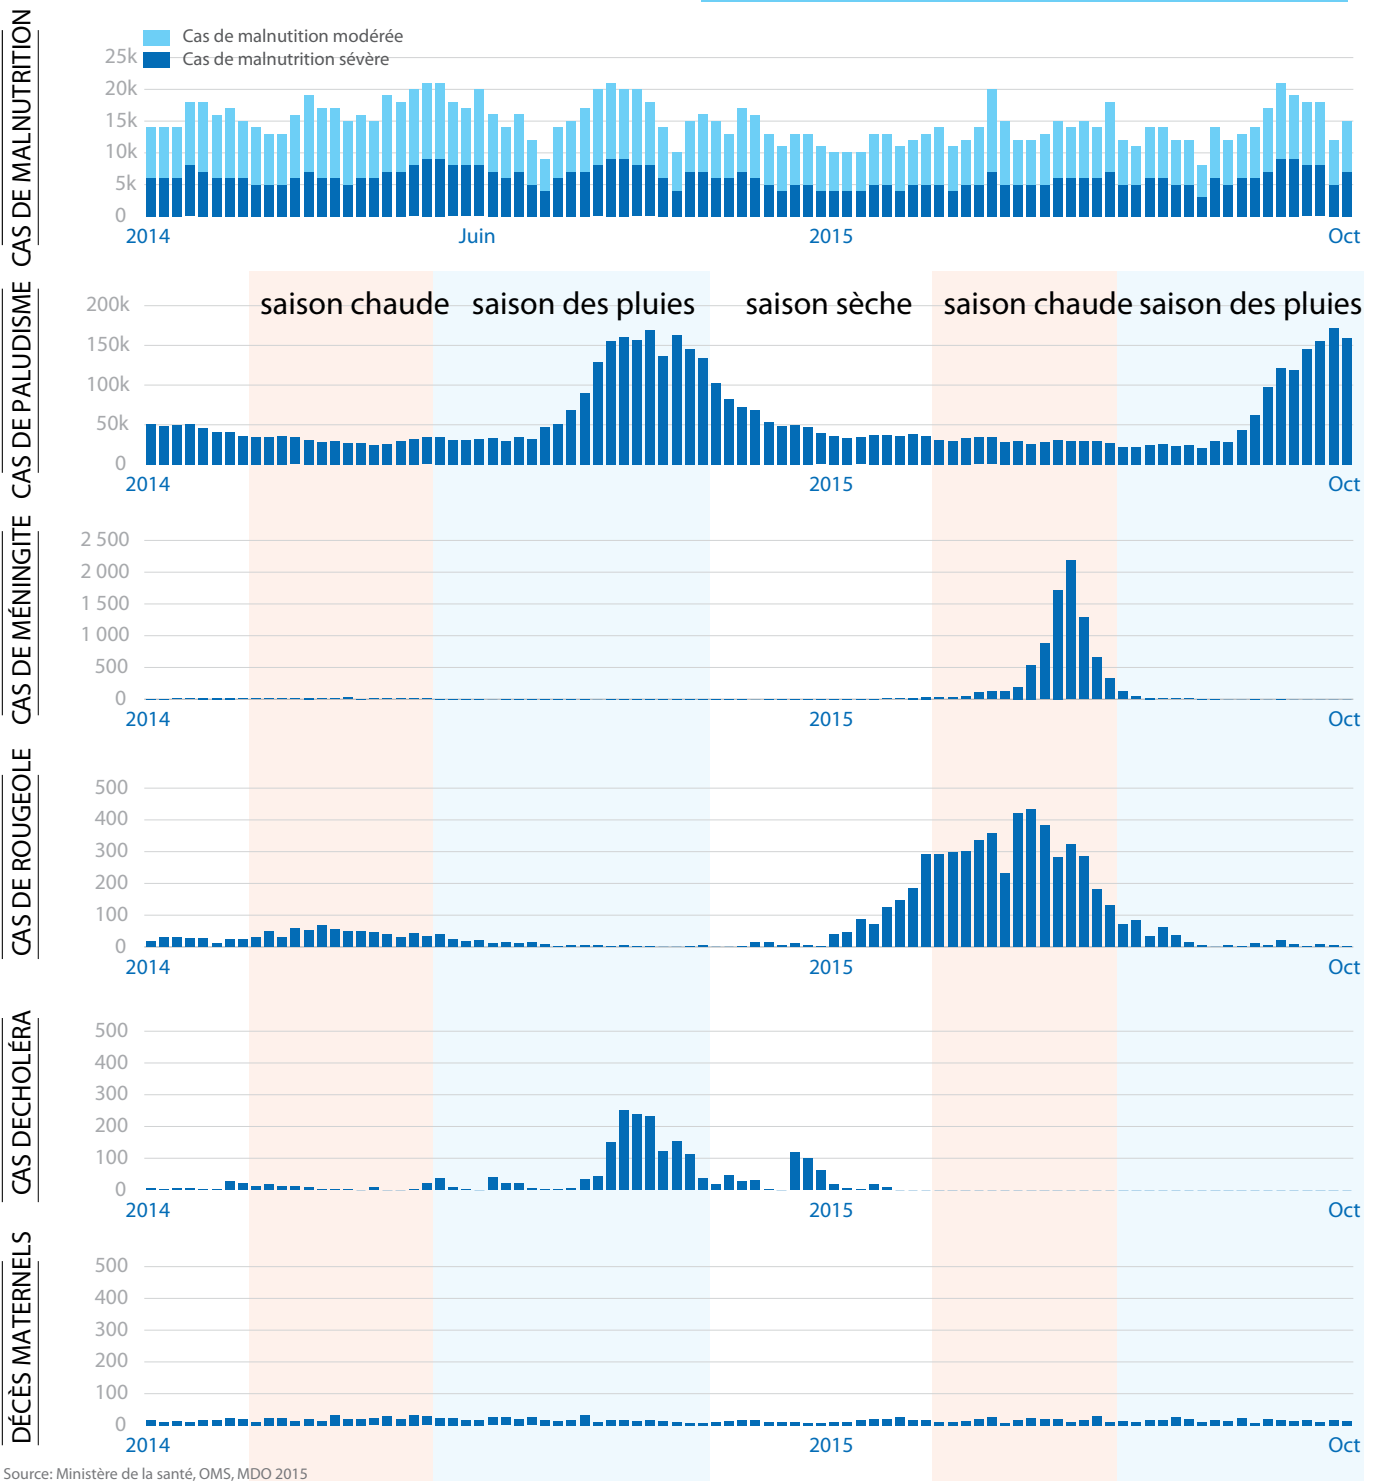 CAS DE MALNUTRITION
Cas de malnutition modérée
Cas de malnutrition sévère
25k
20k
15k
10k
5k
0
2014 Juin 2015 Oct
CAS DE PALUDISME
saison chaude saison des pluies saison sèche saison chaude saison des pluies
200k
150k
100k
50k
0
2014 2015 Oct
CAS DE MÉNINGITE
2 500
2 000
1 500
1 000
500
0
2014 2015 Oct
CAS DE ROUGEOLE
500
400
300
200
100
0
2014 2015 Oct
CAS DECHOLÉRA
500
400
300
200
100
0
2014 2015 Oct
DÉCÈS MATERNELS
500
400
300
200
100
0
2014 2015 Oct
Source: Ministère de la santé, OMS, MDO 2015